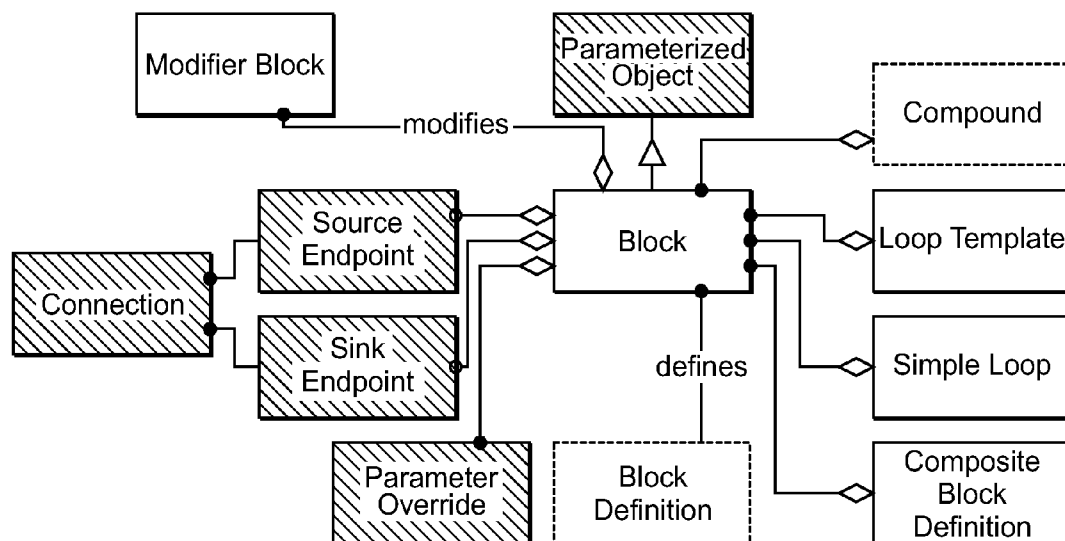 Modifier Block
Parameterized
Object
Compound
modifies
Source
Endpoint
Block
Loop Template
Connection
Sink
Endpoint
defines
Simple Loop
Parameter
Override
Block
Definition
Composite
Block
Definition